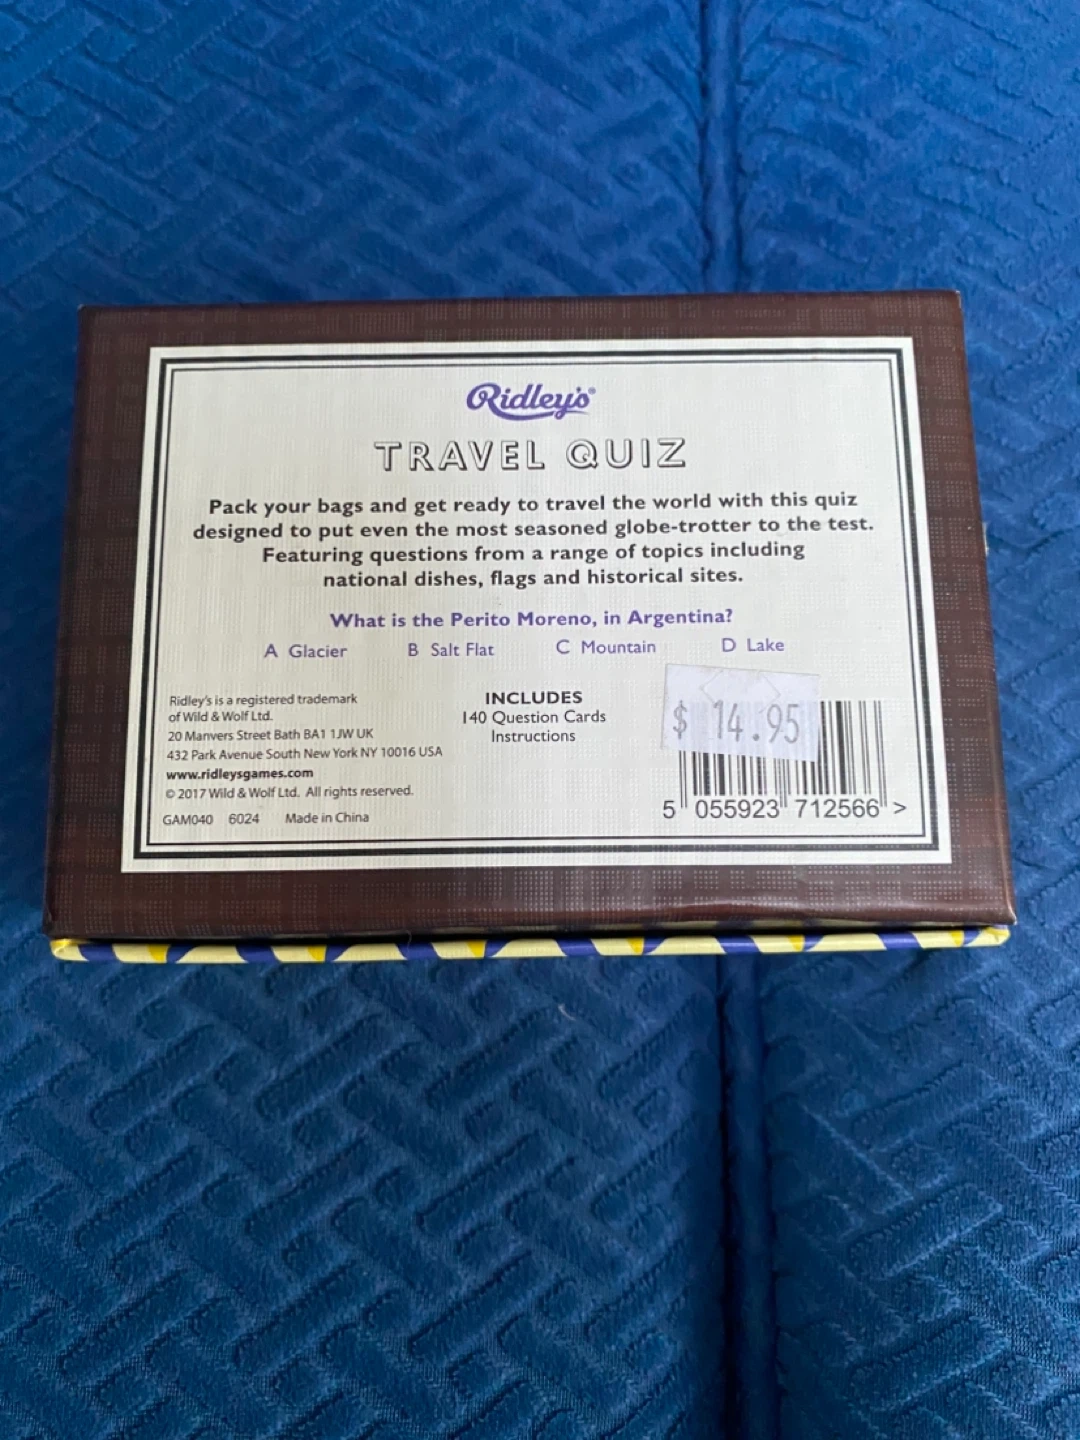 Ridley's®
TRAVEL QUIZ
Pack your bags and get ready to travel the world with this quiz
designed to put even the most seasoned globe-trotter to the test.
Featuring questions from a range of topics including
national dishes, flags and historical sites.
What is the Perito Moreno, in Argentina?
A Glacier B Salt Flat C Mountain D Lake
Ridley's is a registered trademark
of Wild & Wolf Ltd.
20 Manvers Street Bath BA1 1JW UK
432 Park Avenue South New York NY 10016 USA
www.ridleysgames.com
© 2017 Wild & Wolf Ltd. All rights reserved.
GAM040 6024 Made in China
INCLUDES
140 Question Cards
Instructions
$ 14.95
5 055923 712566 >